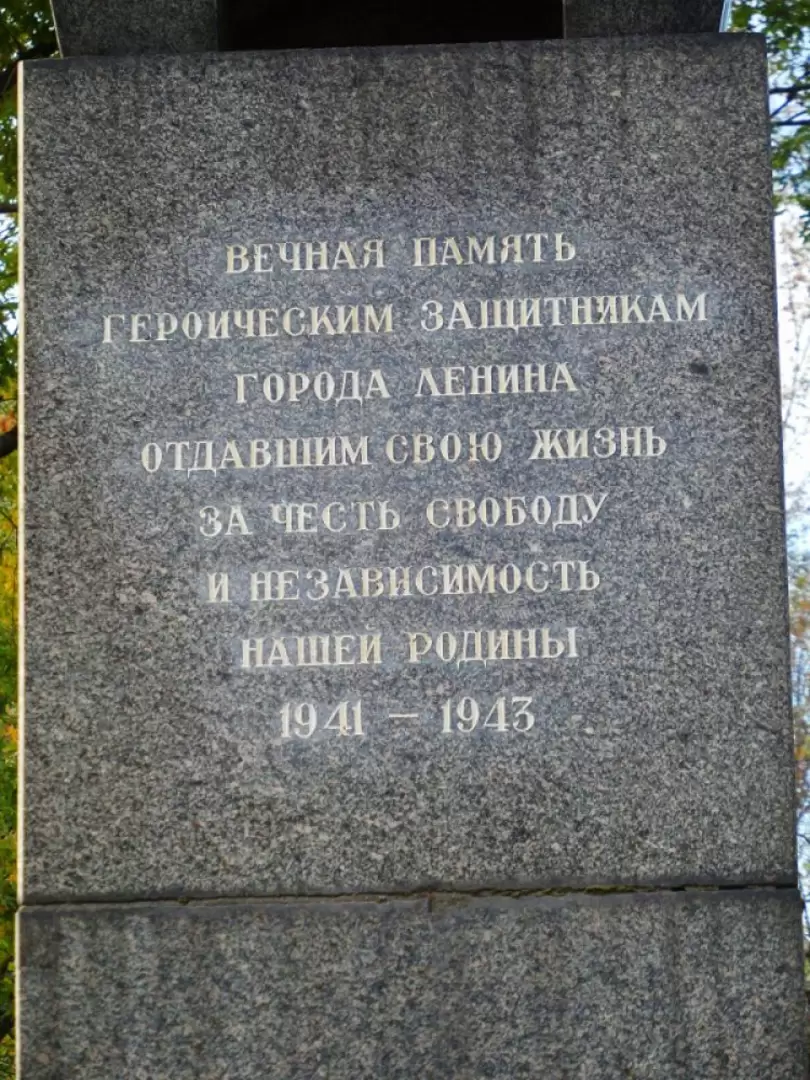 ВЕЧНАЯ ПАМЯТЬ
ГЕРОИЧЕСКИМ ЗАЩИТНИКАМ
ГОРОДА ЛЕНИНА
ОТДАВШИМ СВОЮ ЖИЗНЬ
ЗА ЧЕСТЬ СВОБОДУ
И НЕЗАВИСИМОСТЬ
НАШЕЙ РОДИНЫ
1941 – 1943